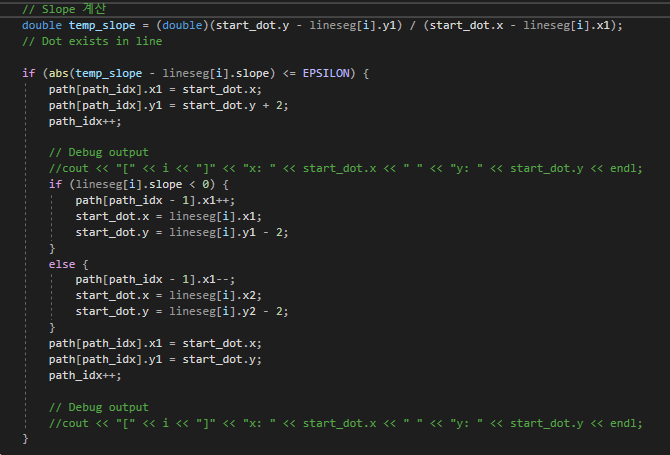 // Slope 계산
double temp_slope = (double)(start_dot.y - lineseg[i].y1) / (start_dot.x - lineseg[i].x1);
// Dot exists in line

if (abs(temp_slope - lineseg[i].slope) <= EPSILON) {
    path[path_idx].x1 = start_dot.x;
    path[path_idx].y1 = start_dot.y + 2;
    path_idx++;

    // Debug output
    //cout << "[" << i << "]" << "x: " << start_dot.x << " " << "y: " << start_dot.y << endl;
    if (lineseg[i].slope < 0) {
        path[path_idx - 1].x1++;
        start_dot.x = lineseg[i].x1;
        start_dot.y = lineseg[i].y1 - 2;
    }
    else {
        path[path_idx - 1].x1--;
        start_dot.x = lineseg[i].x2;
        start_dot.y = lineseg[i].y2 - 2;
    }
    path[path_idx].x1 = start_dot.x;
    path[path_idx].y1 = start_dot.y;
    path_idx++;

    // Debug output
    //cout << "[" << i << "]" << "x: " << start_dot.x << " " << "y: " << start_dot.y << endl;
}